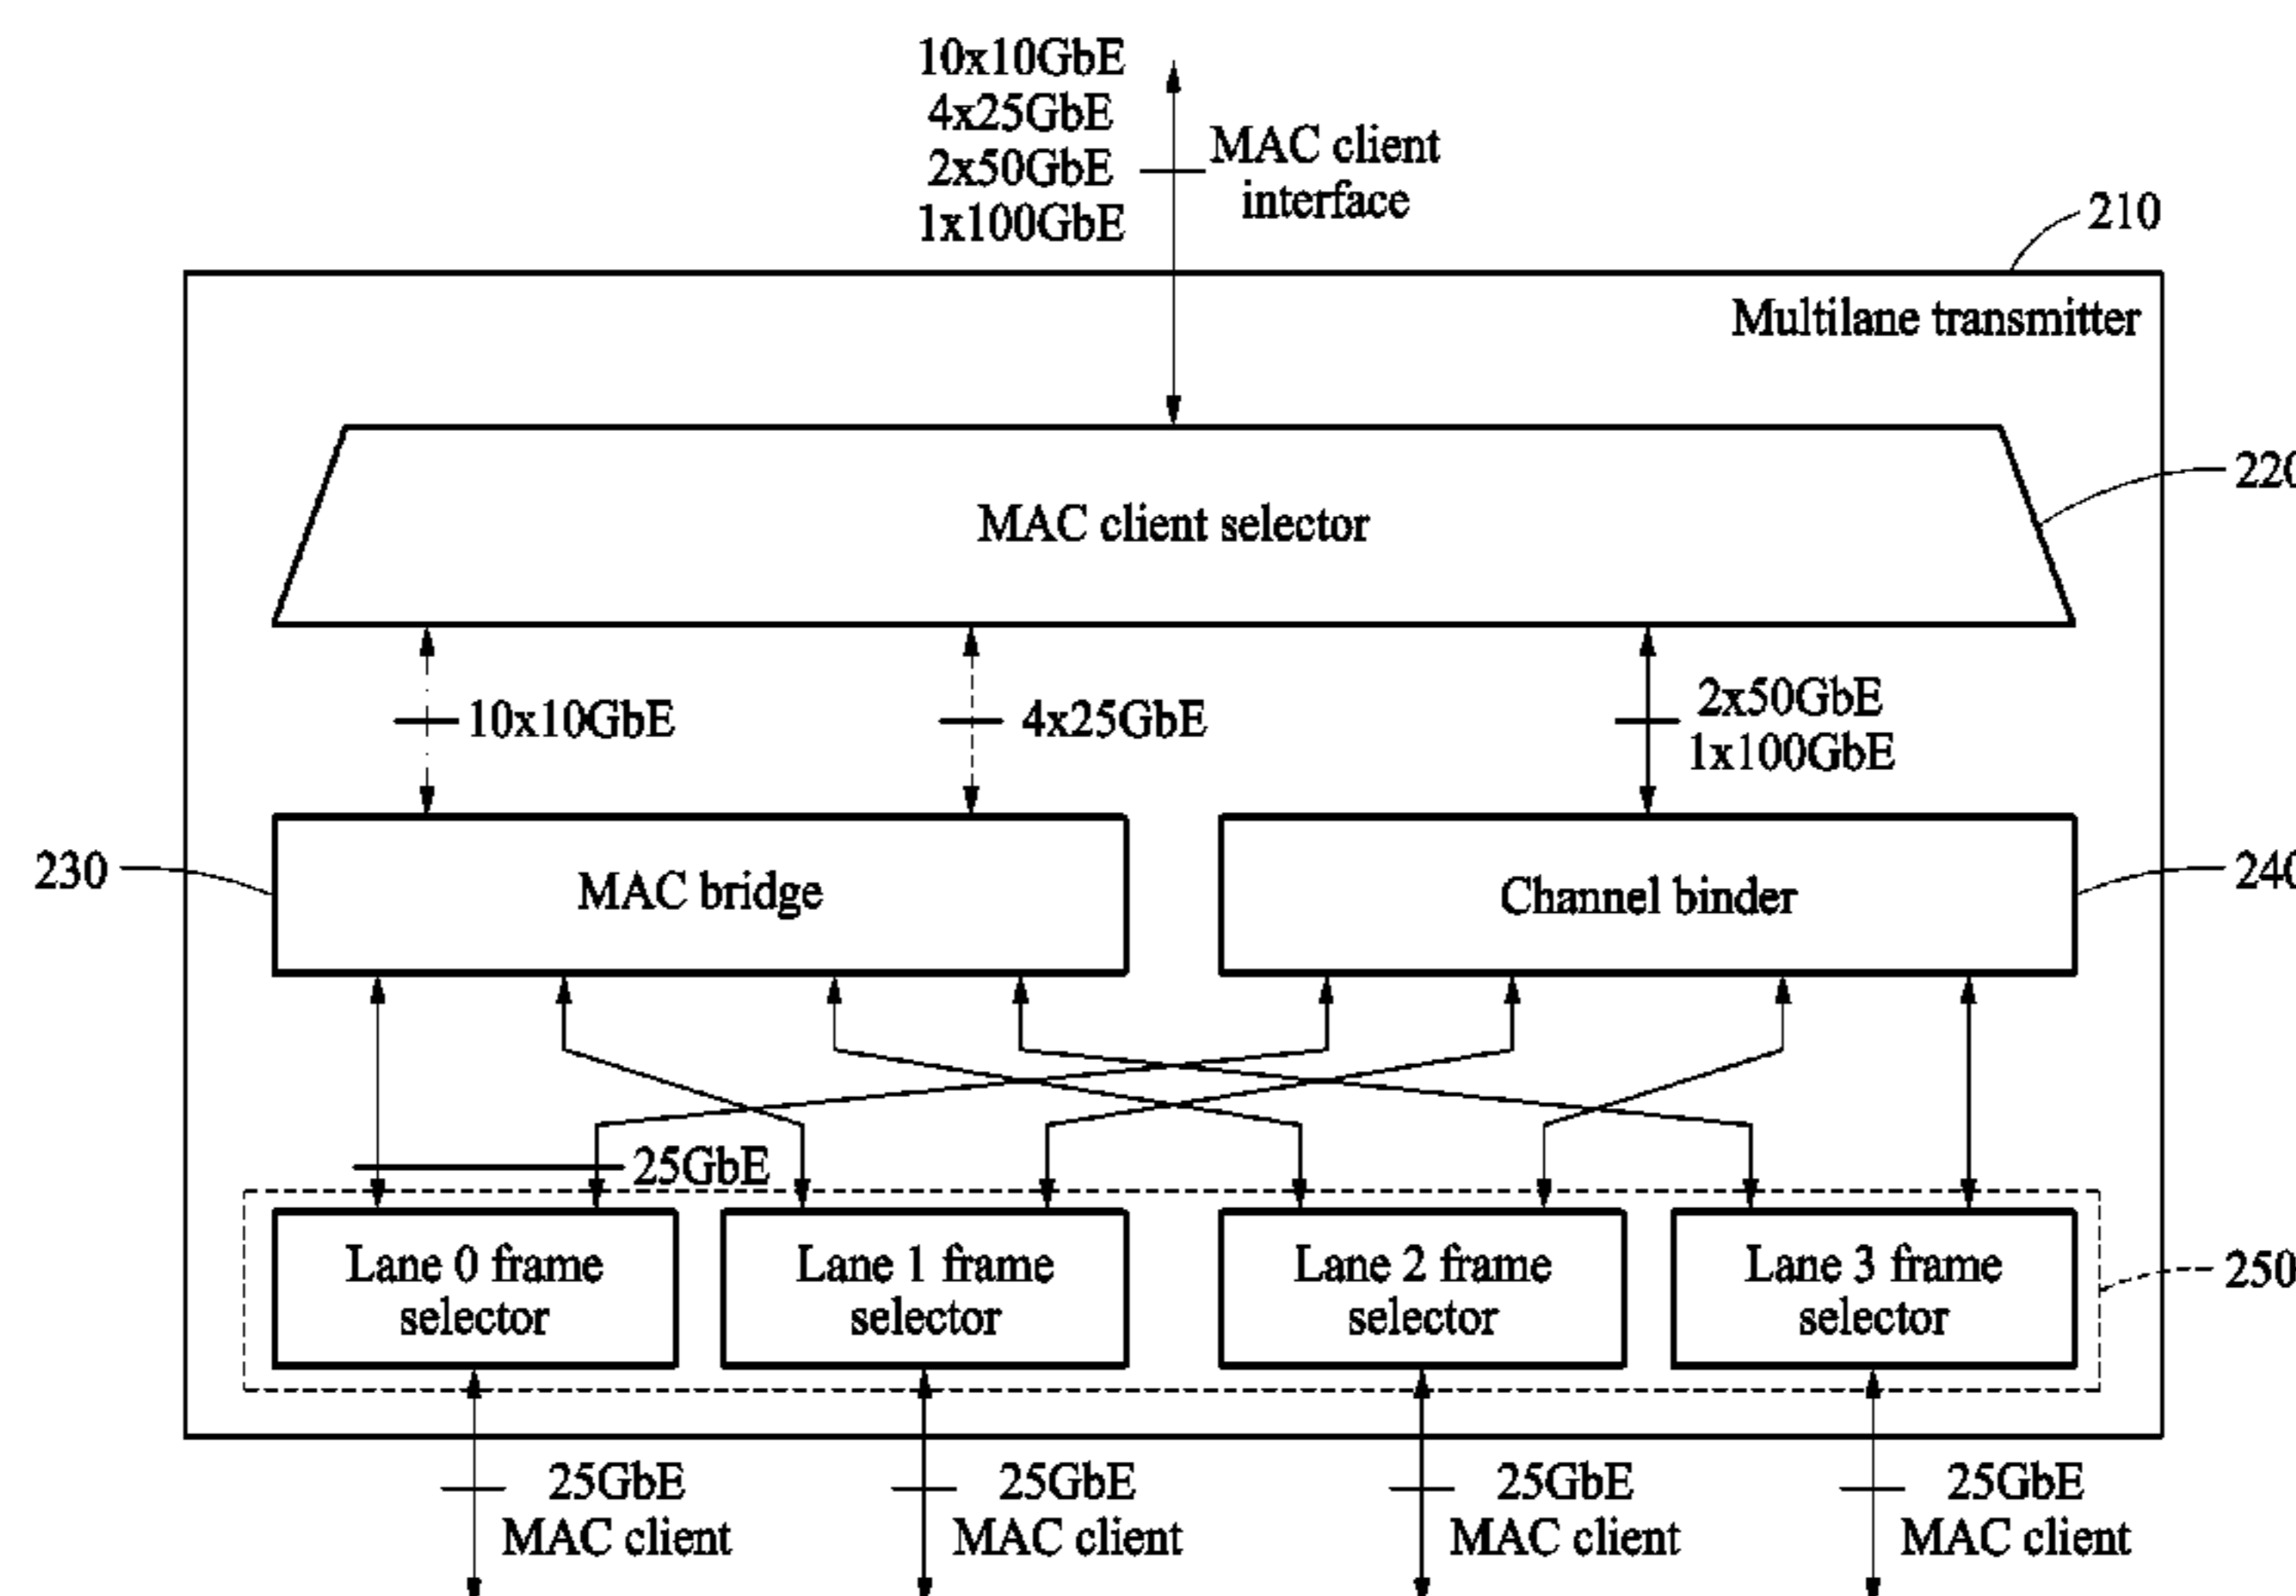 10x10GbE
4x25GbE
2x50GbE
1x100GbE
MAC client
interface
210
Multilane transmitter
MAC client selector
220
10x10GbE
4x25GbE
2x50GbE
1x100GbE
230
MAC bridge
Channel binder
240
25GbE
Lane 0 frame
selector
Lane 1 frame
selector
Lane 2 frame
selector
Lane 3 frame
selector
250
25GbE
MAC client
25GbE
MAC client
25GbE
MAC client
25GbE
MAC client